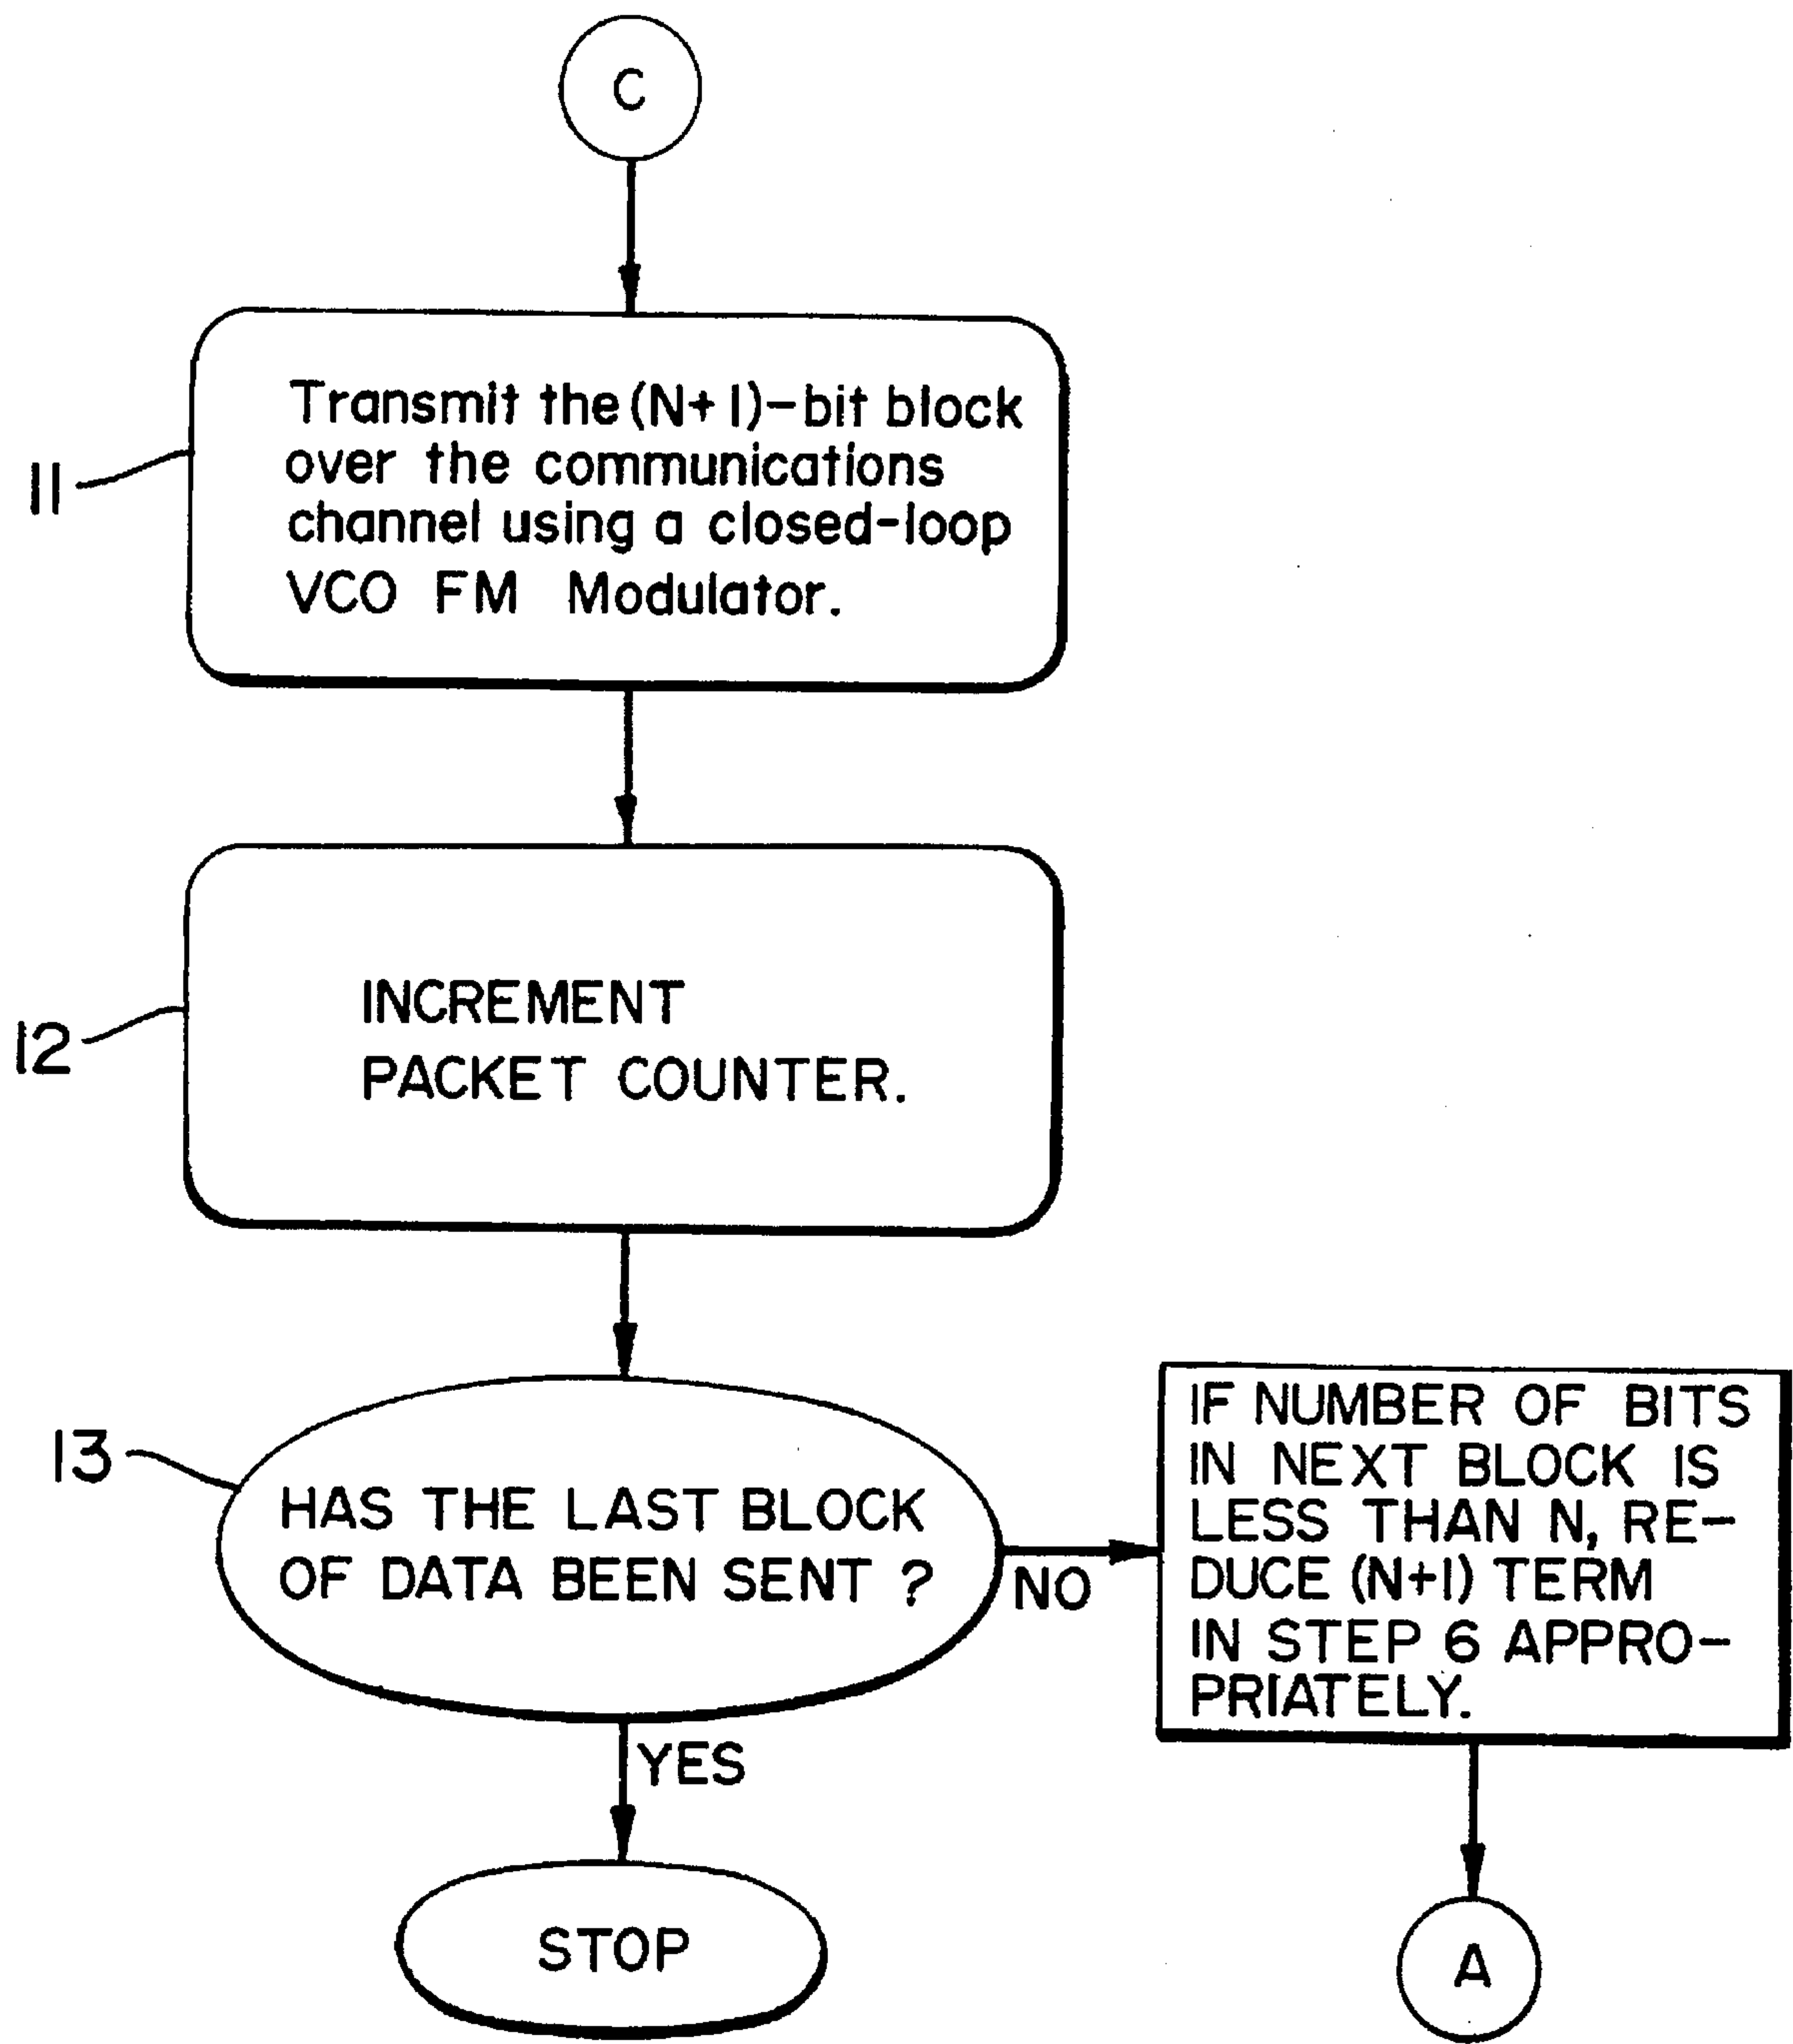 C
11
Transmit the (N+1)-bit block
over the communications
channel using a closed-loop
VCO FM Modulator.
12
INCREMENT
PACKET COUNTER.
13
HAS THE LAST BLOCK
OF DATA BEEN SENT ?
NO
IF NUMBER OF BITS
IN NEXT BLOCK IS
LESS THAN N, RE-
DUCE (N+1) TERM
IN STEP 6 APPRO-
PRIATELY.
YES
STOP
A